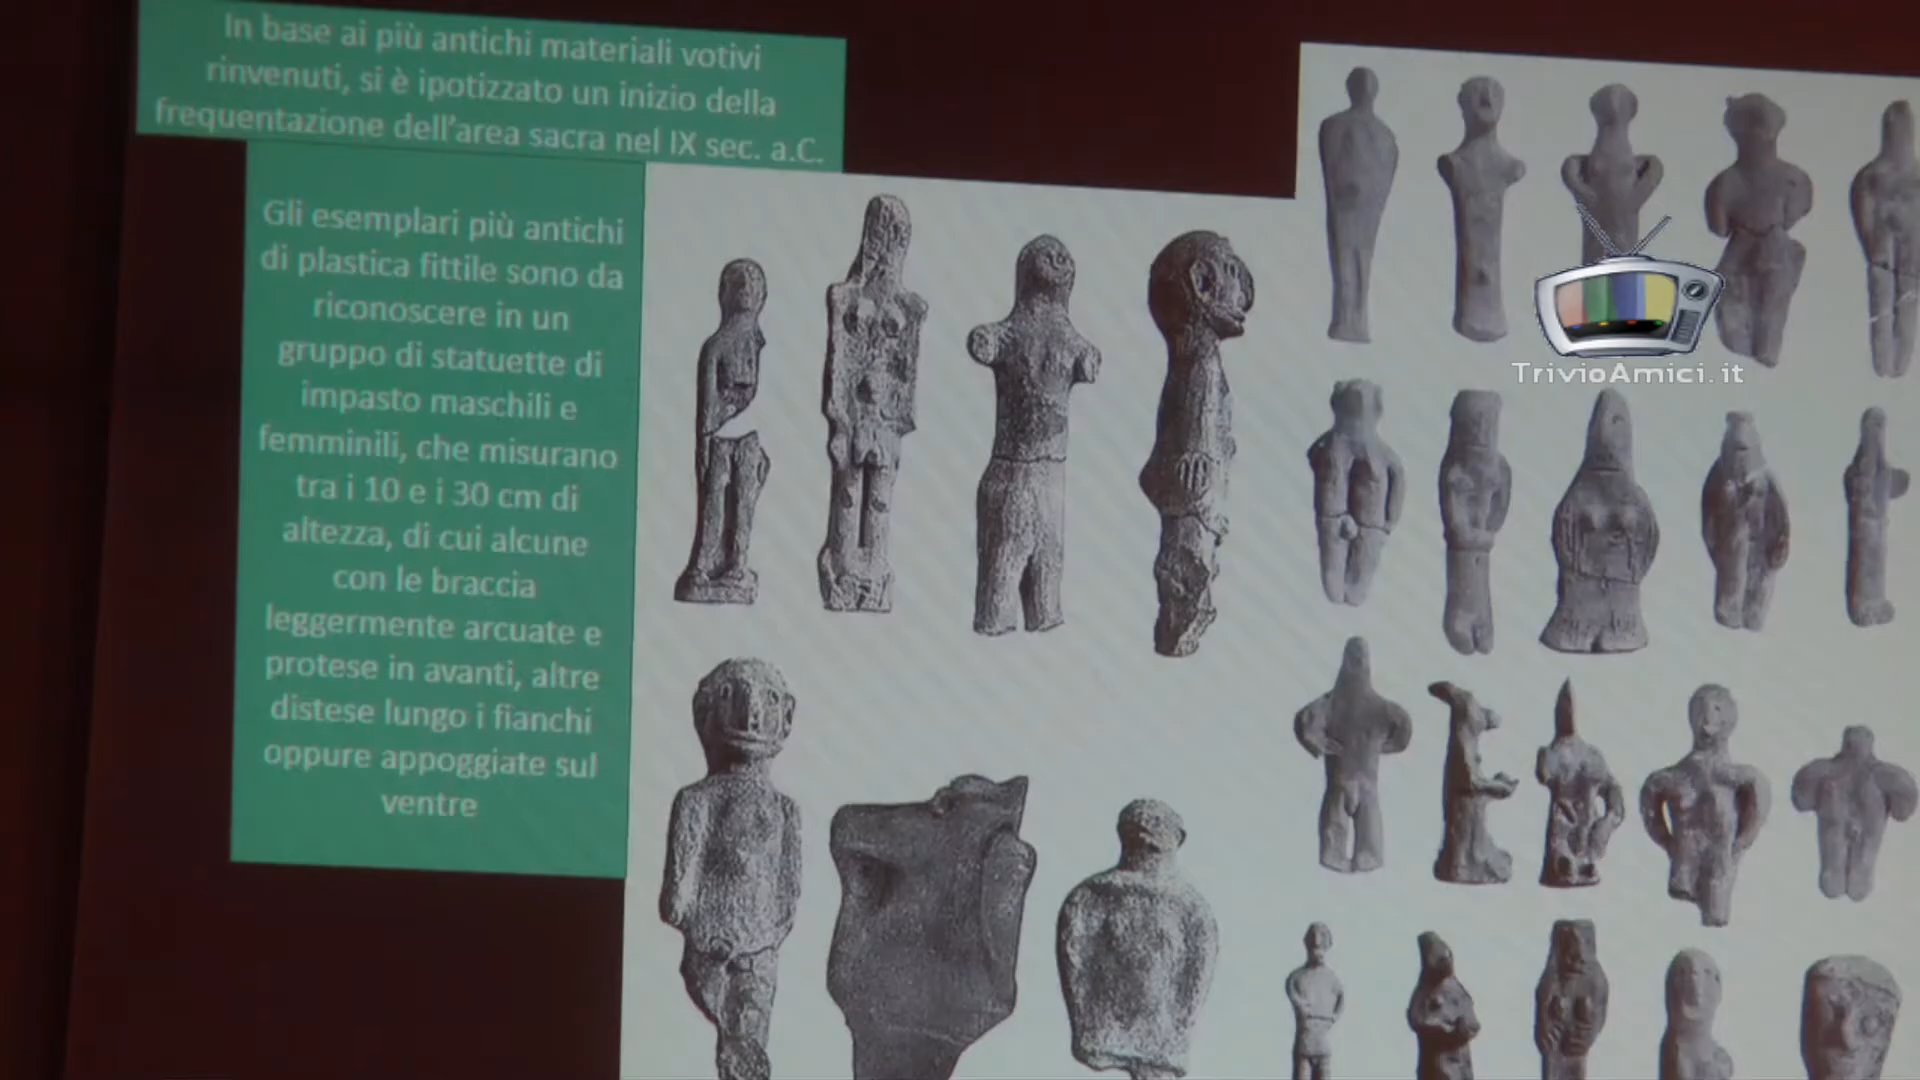 In base ai più antichi materiali votivi
rinvenuti, si è ipotizzato un inizio della
frequentazione dell'area sacra nel IX sec. a.C.
Gli esemplari più antichi
di plastica fittile sono da
riconoscere in un
gruppo di statuette di
impasto maschili e
femminili, che misurano
tra i 10 e i 30 cm di
altezza, di cui alcune
con le braccia
leggermente arcuate e
protese in avanti, altre
distese lungo i fianchi
oppure appoggiate sul
ventre
TrivioAmici.it